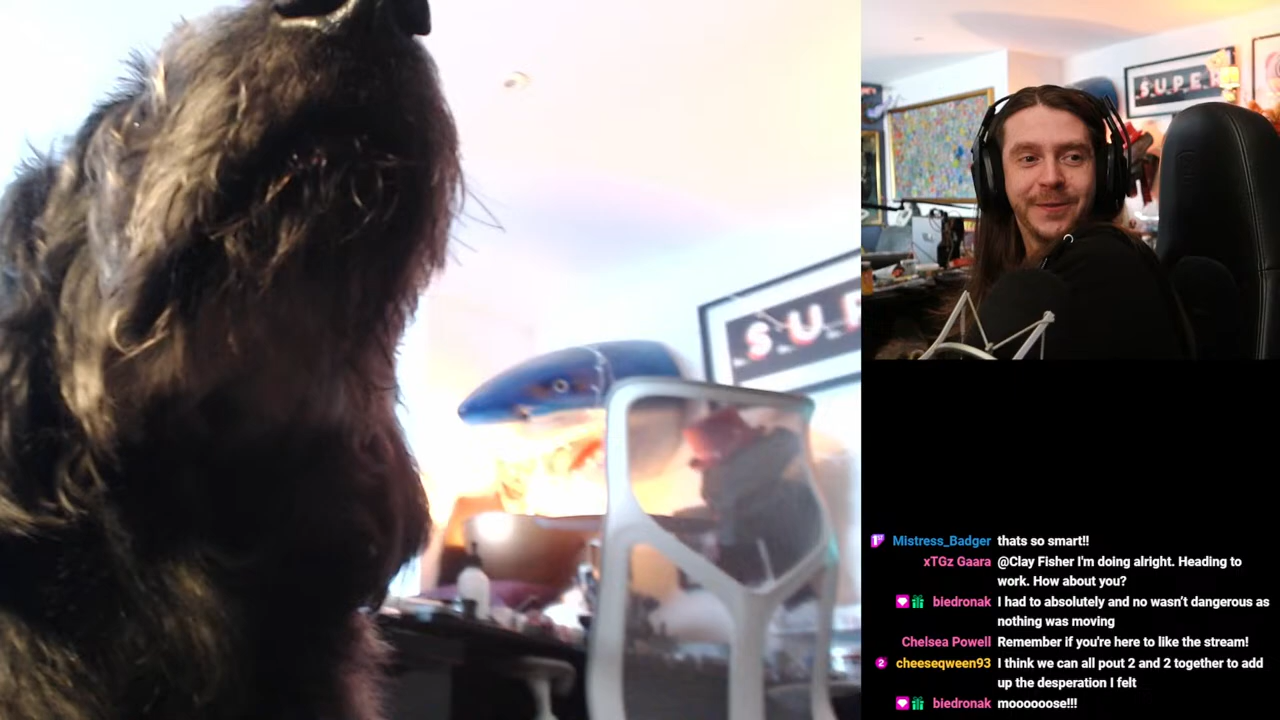 SUPER
SUP
Mistress_Badger thats so smart!!
xTGz Gaara @Clay Fisher I'm doing alright. Heading to
work. How about you?
biedronak I had to absolutely and no wasn't dangerous as
nothing was moving
Chelsea Powell Remember if you're here to like the stream!
2 cheeseqween93 I think we can all pout 2 and 2 together to add
up the desperation I felt
biedronak moooooose!!!